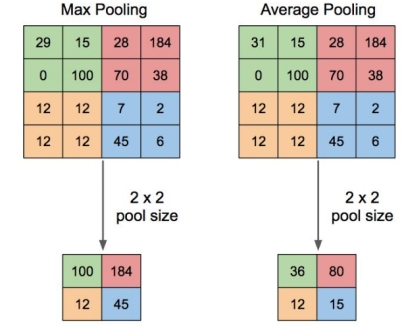 Max Pooling Average Pooling
29 15 28 184 31 15 28 184
0 100 70 38 0 100 70 38
12 12 7 2 12 12 7 2
12 12 45 6 12 12 45 6
2 x 2 2 x 2
pool size pool size
100 184 36 80
12 45 12 15